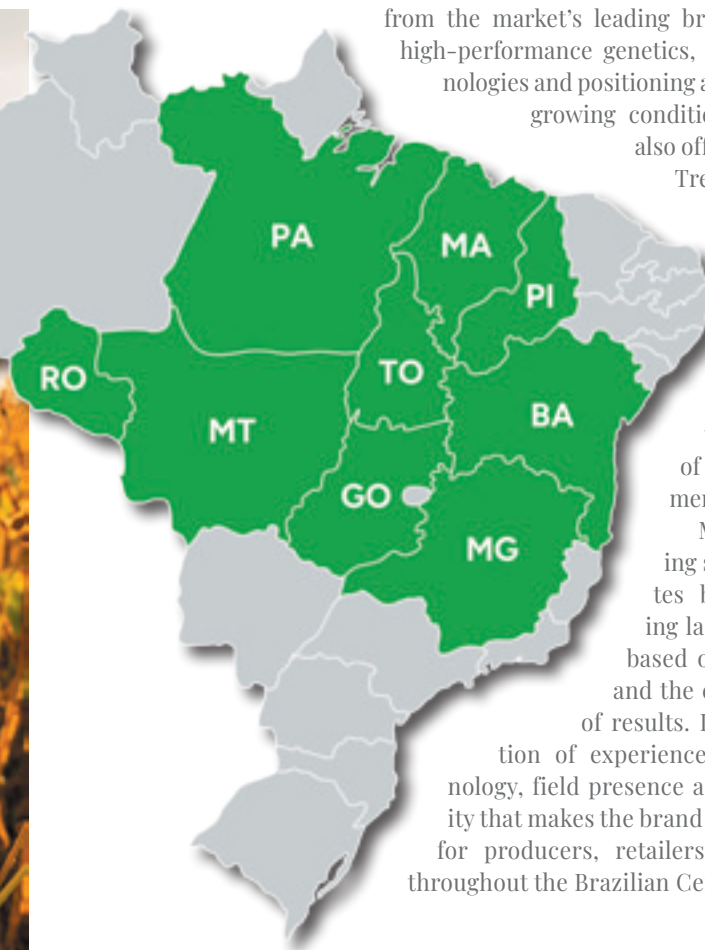 from the market's leading br
high-performance genetics,
nologies and positioning a
growing conditio
also off
Tre
PA
MA
PI
RO
TO
MT
BA
GO
MG
of
mer
M
ing s
tes b
ing la
based o
and the
of results. I
tion of experience
nology, field presence a
ity that makes the brand
for producers, retailers
throughout the Brazilian Ce